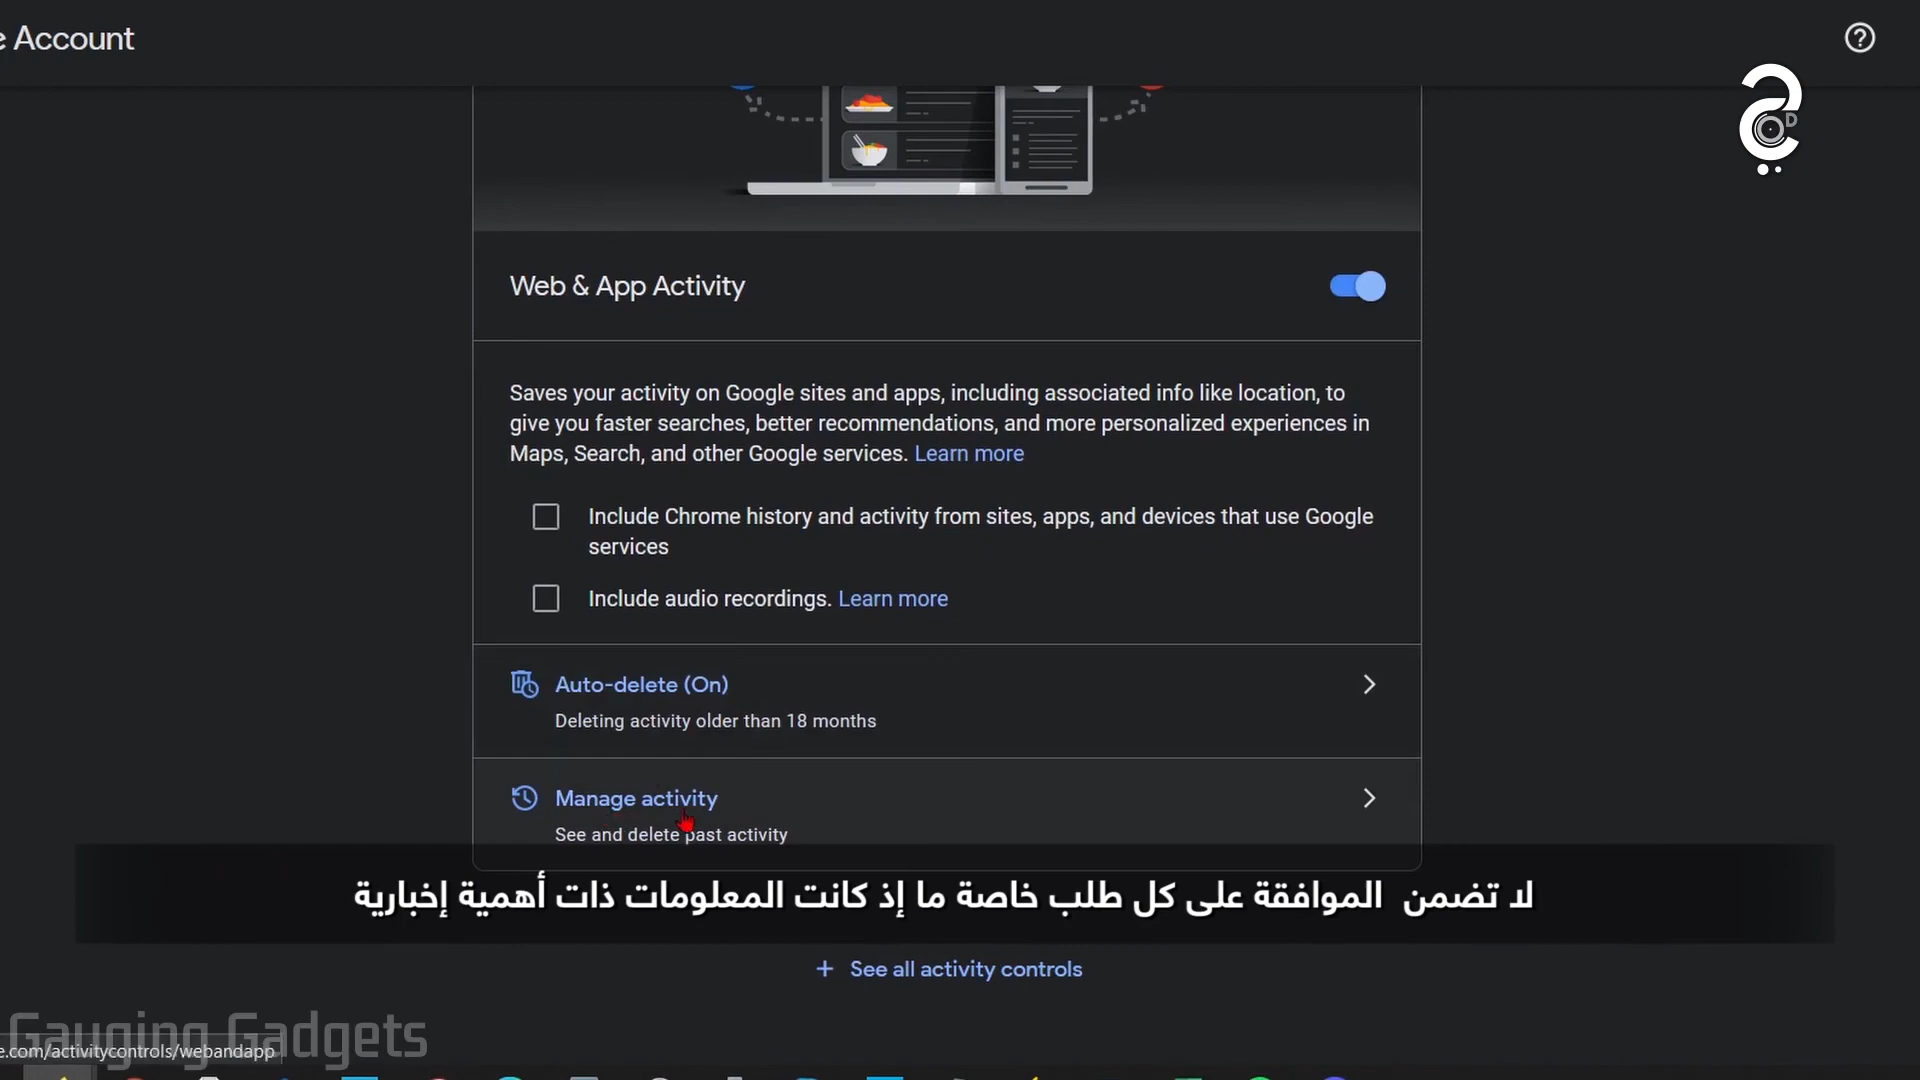 e Account
Web & App Activity
Saves your activity on Google sites and apps, including associated info like location, to
give you faster searches, better recommendations, and more personalized experiences in
Maps, Search, and other Google services. Learn more
Include Chrome history and activity from sites, apps, and devices that use Google
services
Include audio recordings. Learn more
Auto-delete (On)
Deleting activity older than 18 months
Manage activity
See and delete past activity
لا تضمن الموافقة على كل طلب خاصة ما إذ كانت المعلومات ذات أهمية إخبارية
+ See all activity controls
Gauging Gadgets
e.com/activitycontrols/webandapp